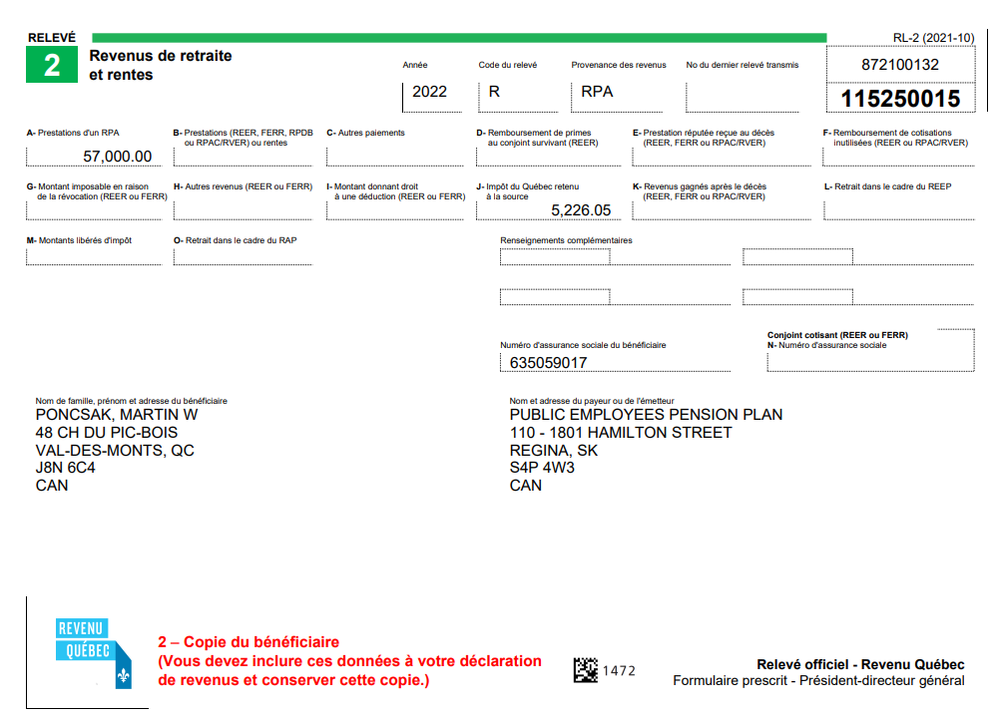 RELEVÉ
RL-2 (2021-10)
2
Revenus de retraite
et rentes
Année
Code du relevé
Provenance des revenus
No du dernier relevé transmis
872100132
2022
R
RPA
115250015
A- Prestations d'un RPA
57,000.00
B- Prestations (REER, FERR, RPDB
ou RPAC/RVER) ou rentes
C- Autres paiements
D- Remboursement de primes
au conjoint survivant (REER)
E- Prestation réputée reçue au décès
(REER, FERR ou RPAC/RVER)
F- Remboursement de cotisations
inutilisées (REER ou RPAC/RVER)
G- Montant imposable en raison
de la révocation (REER ou FERR)
H- Autres revenus (REER ou FERR)
I- Montant donnant droit
à une déduction (REER ou FERR)
J- Impôt du Québec retenu
à la source
5,226.05
K- Revenus gagnés après le décès
(REER, FERR ou RPAC/RVER)
L- Retrait dans le cadre du REEP
M- Montants libérés d'impôt
O- Retrait dans le cadre du RAP
Renseignements complémentaires
Numéro d'assurance sociale du bénéficiaire
635059017
Conjoint cotisant (REER ou FERR)
N- Numéro d'assurance sociale
Nom de famille, prénom et adresse du bénéficiaire
PONCSAK, MARTIN W
48 CH DU PIC-BOIS
VAL-DES-MONTS, QC
J8N 6C4
CAN
Nom et adresse du payeur ou de l'émetteur
PUBLIC EMPLOYEES PENSION PLAN
110 - 1801 HAMILTON STREET
REGINA, SK
S4P 4W3
CAN
REVENU
QUÉBEC
2 – Copie du bénéficiaire
(Vous devez inclure ces données à votre déclaration
de revenus et conserver cette copie.)
1472
Relevé officiel - Revenu Québec
Formulaire prescrit - Président-directeur général